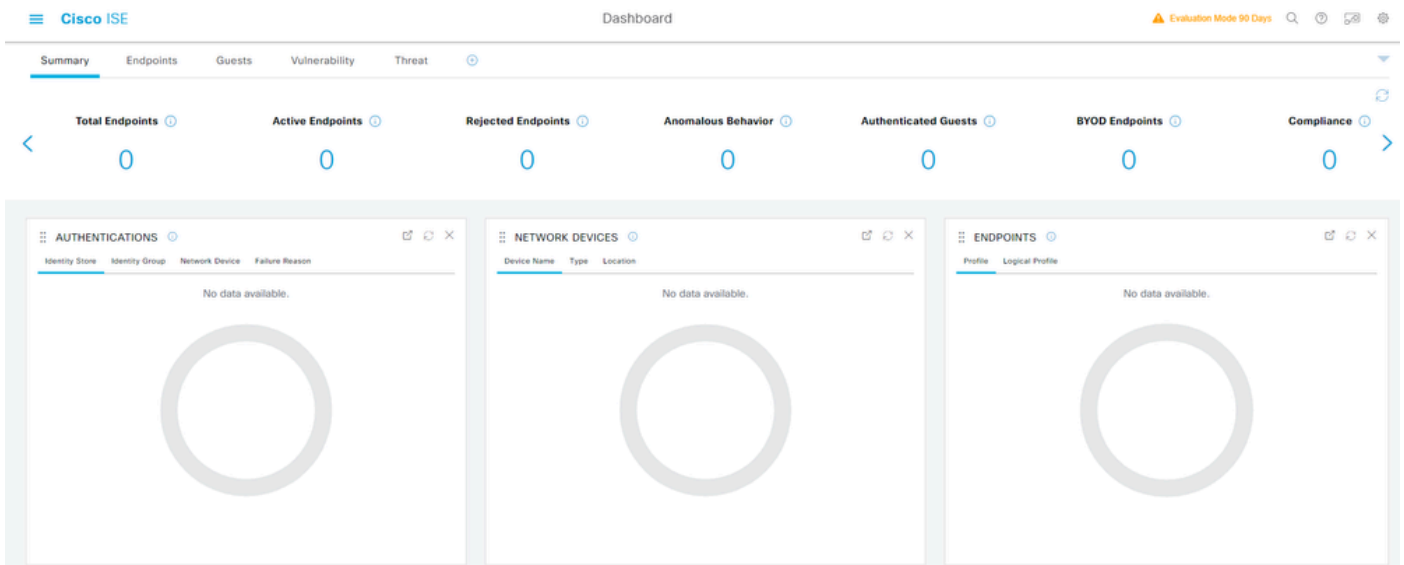 Cisco ISE Dashboard Evaluation Mode 90 Days
Summary Endpoints Guests Vulnerability Threat
Total Endpoints Active Endpoints Rejected Endpoints Anomalous Behavior Authenticated Guests BYOD Endpoints Compliance
0 0 0 0 0 0 0
AUTHENTICATIONS NETWORK DEVICES ENDPOINTS
Identity Store Identity Group Network Device Failure Reason Device Name Type Location Profile Logical Profile
No data available. No data available. No data available.